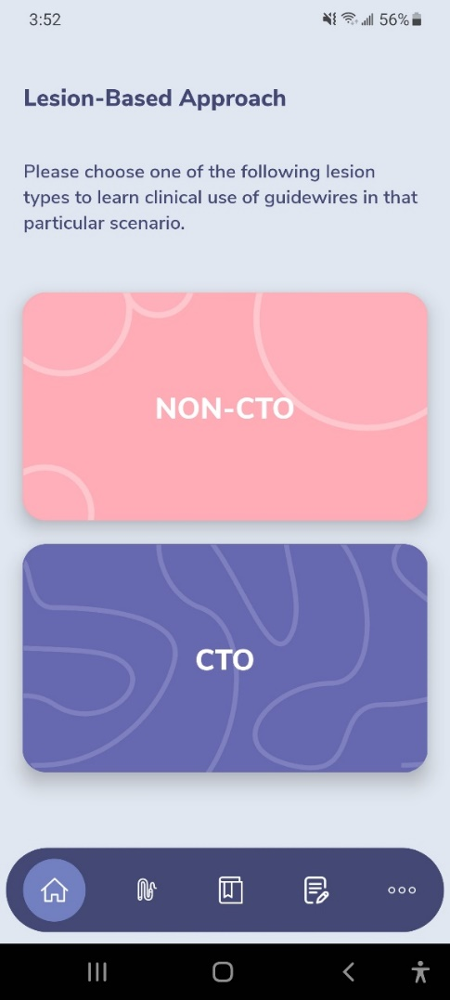 3:52
56%
Lesion-Based Approach
Please choose one of the following lesion
types to learn clinical use of guidewires in that
particular scenario.
NON-CTO
CTO